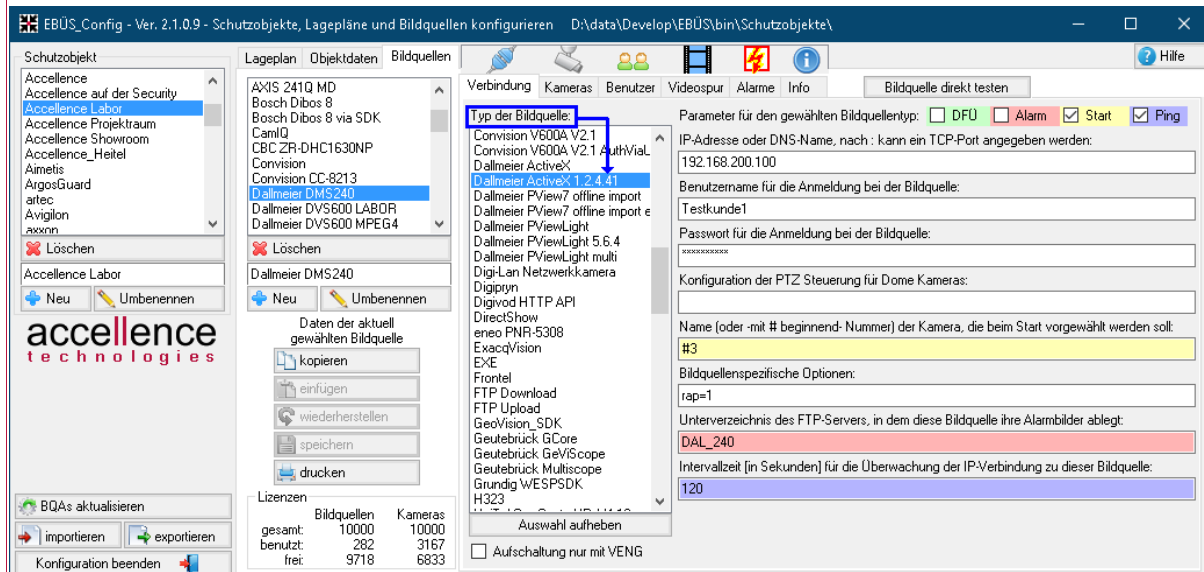 EBÜS_Config - Ver. 2.1.0.9 - Schutzobjekte, Lagepläne und Bildquellen konfigurieren D:\data\Develop\EBÜS\bin\Schutzobjekte\
Schutzobjekt
Accellence
Accellence auf der Security
Accellence Labor
Accellence Projektraum
Accellence Showroom
Accellence_Heitel
Aimetis
ArgosGuard
artec
Avigilon
axxon
Löschen
Accellence Labor
Neu
Umbenennen
accellence
technologies
BQAs aktualisieren
importieren
exportieren
Konfiguration beenden
Lageplan
Objektdaten
Bildquellen
AXIS 241Q MD
Bosch Dibos 8
Bosch Dibos 8 via SDK
CamIQ
CBC ZR-DHC1630NP
Convision
Convision CC-8213
Dallmeier DMS240
Dallmeier DVS600 LABOR
Dallmeier DVS600 MPEG4
Löschen
Dallmeier DMS240
Neu
Umbenennen
Daten der aktuell
gewählten Bildquelle
kopieren
einfügen
wiederherstellen
speichern
drucken
Lizenzen
Bildquellen Kameras
gesamt: 10000 10000
benutzt: 282 3167
frei: 9718 6833
Hilfe
Verbindung
Kameras
Benutzer
Videospur
Alarme
Info
Bildquelle direkt testen
Typ der Bildquelle:
Convision V600A V2.1
Convision V600A V2.1 AuthViaL
Dallmeier ActiveX
Dallmeier ActiveX 1.2.4.41
Dallmeier PView7 offline import
Dallmeier PView7 offline import e
Dallmeier PViewLight
Dallmeier PViewLight 5.6.4
Dallmeier PViewLight multi
Digi-Lan Netzwerkkamera
Digipryn
Digivod HTTP API
DirectShow
eneo PNR-5308
ExacqVision
EXE
Frontel
FTP Download
FTP Upload
GeoVision_SDK
Geutebrück GCore
Geutebrück GeViScope
Geutebrück Multiscope
Grundig WESPSDK
H323
Auswahl aufheben
Aufschaltung nur mit VENG
Parameter für den gewählten Bildquellentyp:
DFÜ
Alarm
Start
Ping
IP-Adresse oder DNS-Name, nach : kann ein TCP-Port angegeben werden:
192.168.200.100
Benutzername für die Anmeldung bei der Bildquelle:
Testkunde1
Passwort für die Anmeldung bei der Bildquelle:
××××××××××
Konfiguration der PTZ Steuerung für Dome Kameras:
Name (oder -mit # beginnend- Nummer) der Kamera, die beim Start vorgewählt werden soll:
#3
Bildquellenspezifische Optionen:
rap=1
Unterverzeichnis des FTP-Servers, in dem diese Bildquelle ihre Alarmbilder ablegt:
DAL_240
Intervallzeit [in Sekunden] für die Überwachung der IP-Verbindung zu dieser Bildquelle:
120